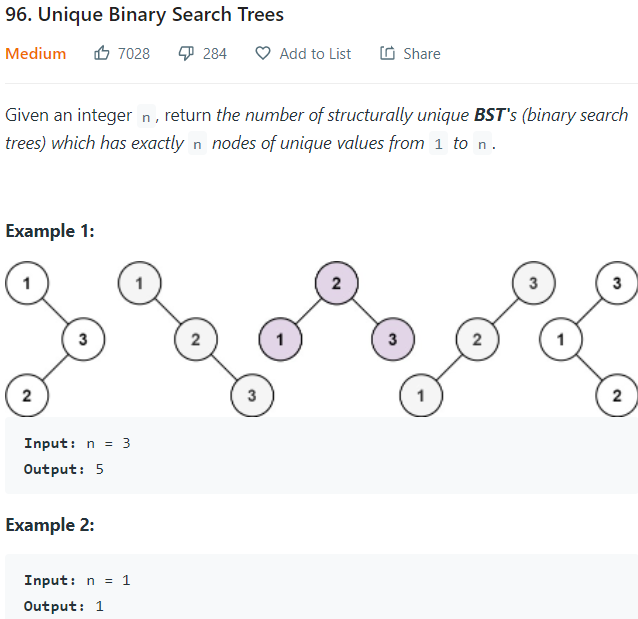 96. Unique Binary Search Trees
Medium 7028 284 Add to List Share
Given an integer n, return the number of structurally unique BST's (binary search
trees) which has exactly n nodes of unique values from 1 to n.
Example 1:
1 1 2 3 3
3 2 1 3 2 1
2 3 1 2
Input: n = 3
Output: 5
Example 2:
Input: n = 1
Output: 1